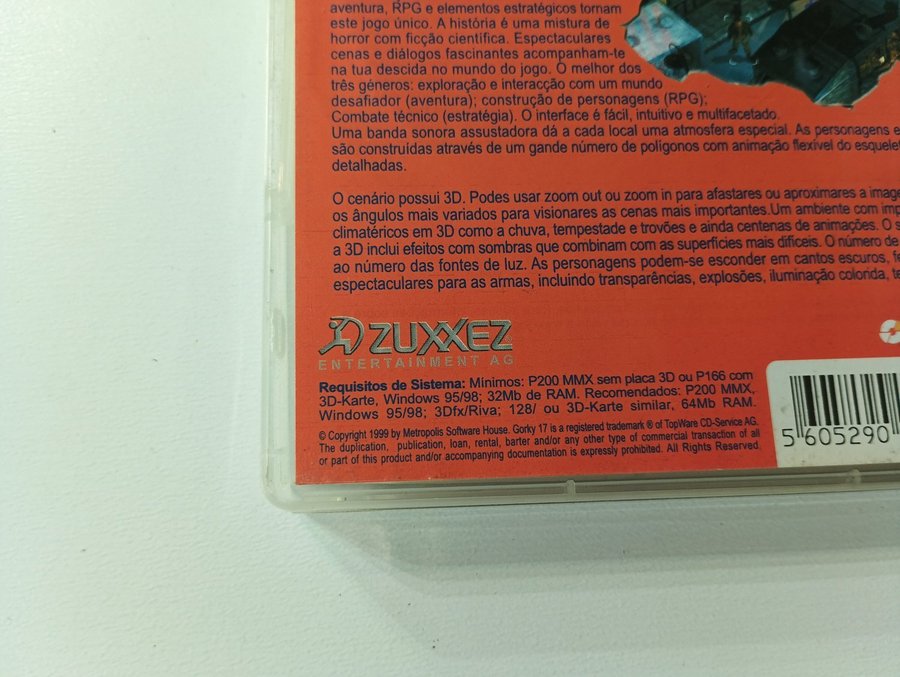 aventura, RPG e elementos estratégicos tornam
este jogo único. A história é uma mistura de
horror com ficção científica. Espectaculares
cenas e diálogos fascinantes acompanham-te
na tua descida no mundo do jogo. O melhor dos
três géneros: exploração e interacção com um mundo
desafiador (aventura); construção de personagens (RPG);
Combate técnico (estratégia). O interface é fácil, intuitivo e multifacetado.
Uma banda sonora assustadora dá a cada local uma atmosfera especial. As personagens e
são construídas através de um gande número de polígonos com animação flexível do esquele
detalhadas.
O cenário possui 3D. Podes usar zoom out ou zoom in para afastares ou aproximares a image
os ângulos mais variados para visionares as cenas mais importantes.Um ambiente com imp
climatéricos em 3D como a chuva, tempestade e trovões e ainda centenas de animações. O s
a 3D inclui efeitos com sombras que combinam com as superfícies mais difíceis. O número de
ao número das fontes de luz. As personagens podem-se esconder em cantos escuros, fe
espectaculares para as armas, incluindo transparências, explosões, iluminação colorida, te
ZUXXEZ
ENTERTAINMENT AG
Requisitos de Sistema: Mínimos: P200 MMX sem placa 3D ou P166 com
3D-Karte, Windows 95/98; 32Mb de RAM. Recomendados: P200 MMX,
Windows 95/98; 3Dfx/Riva; 128/ ou 3D-Karte similar, 64Mb RAM.
© Copyright 1999 by Metropolis Software House. Gorky 17 is a registered trademark ® of TopWare CD-Service AG.
The duplication, publication, loan, rental, barter and/or any other type of commercial transaction of all
or part of this product and/or accompanying documentation is expressly prohibited. All Rights Reserved.
5 605290